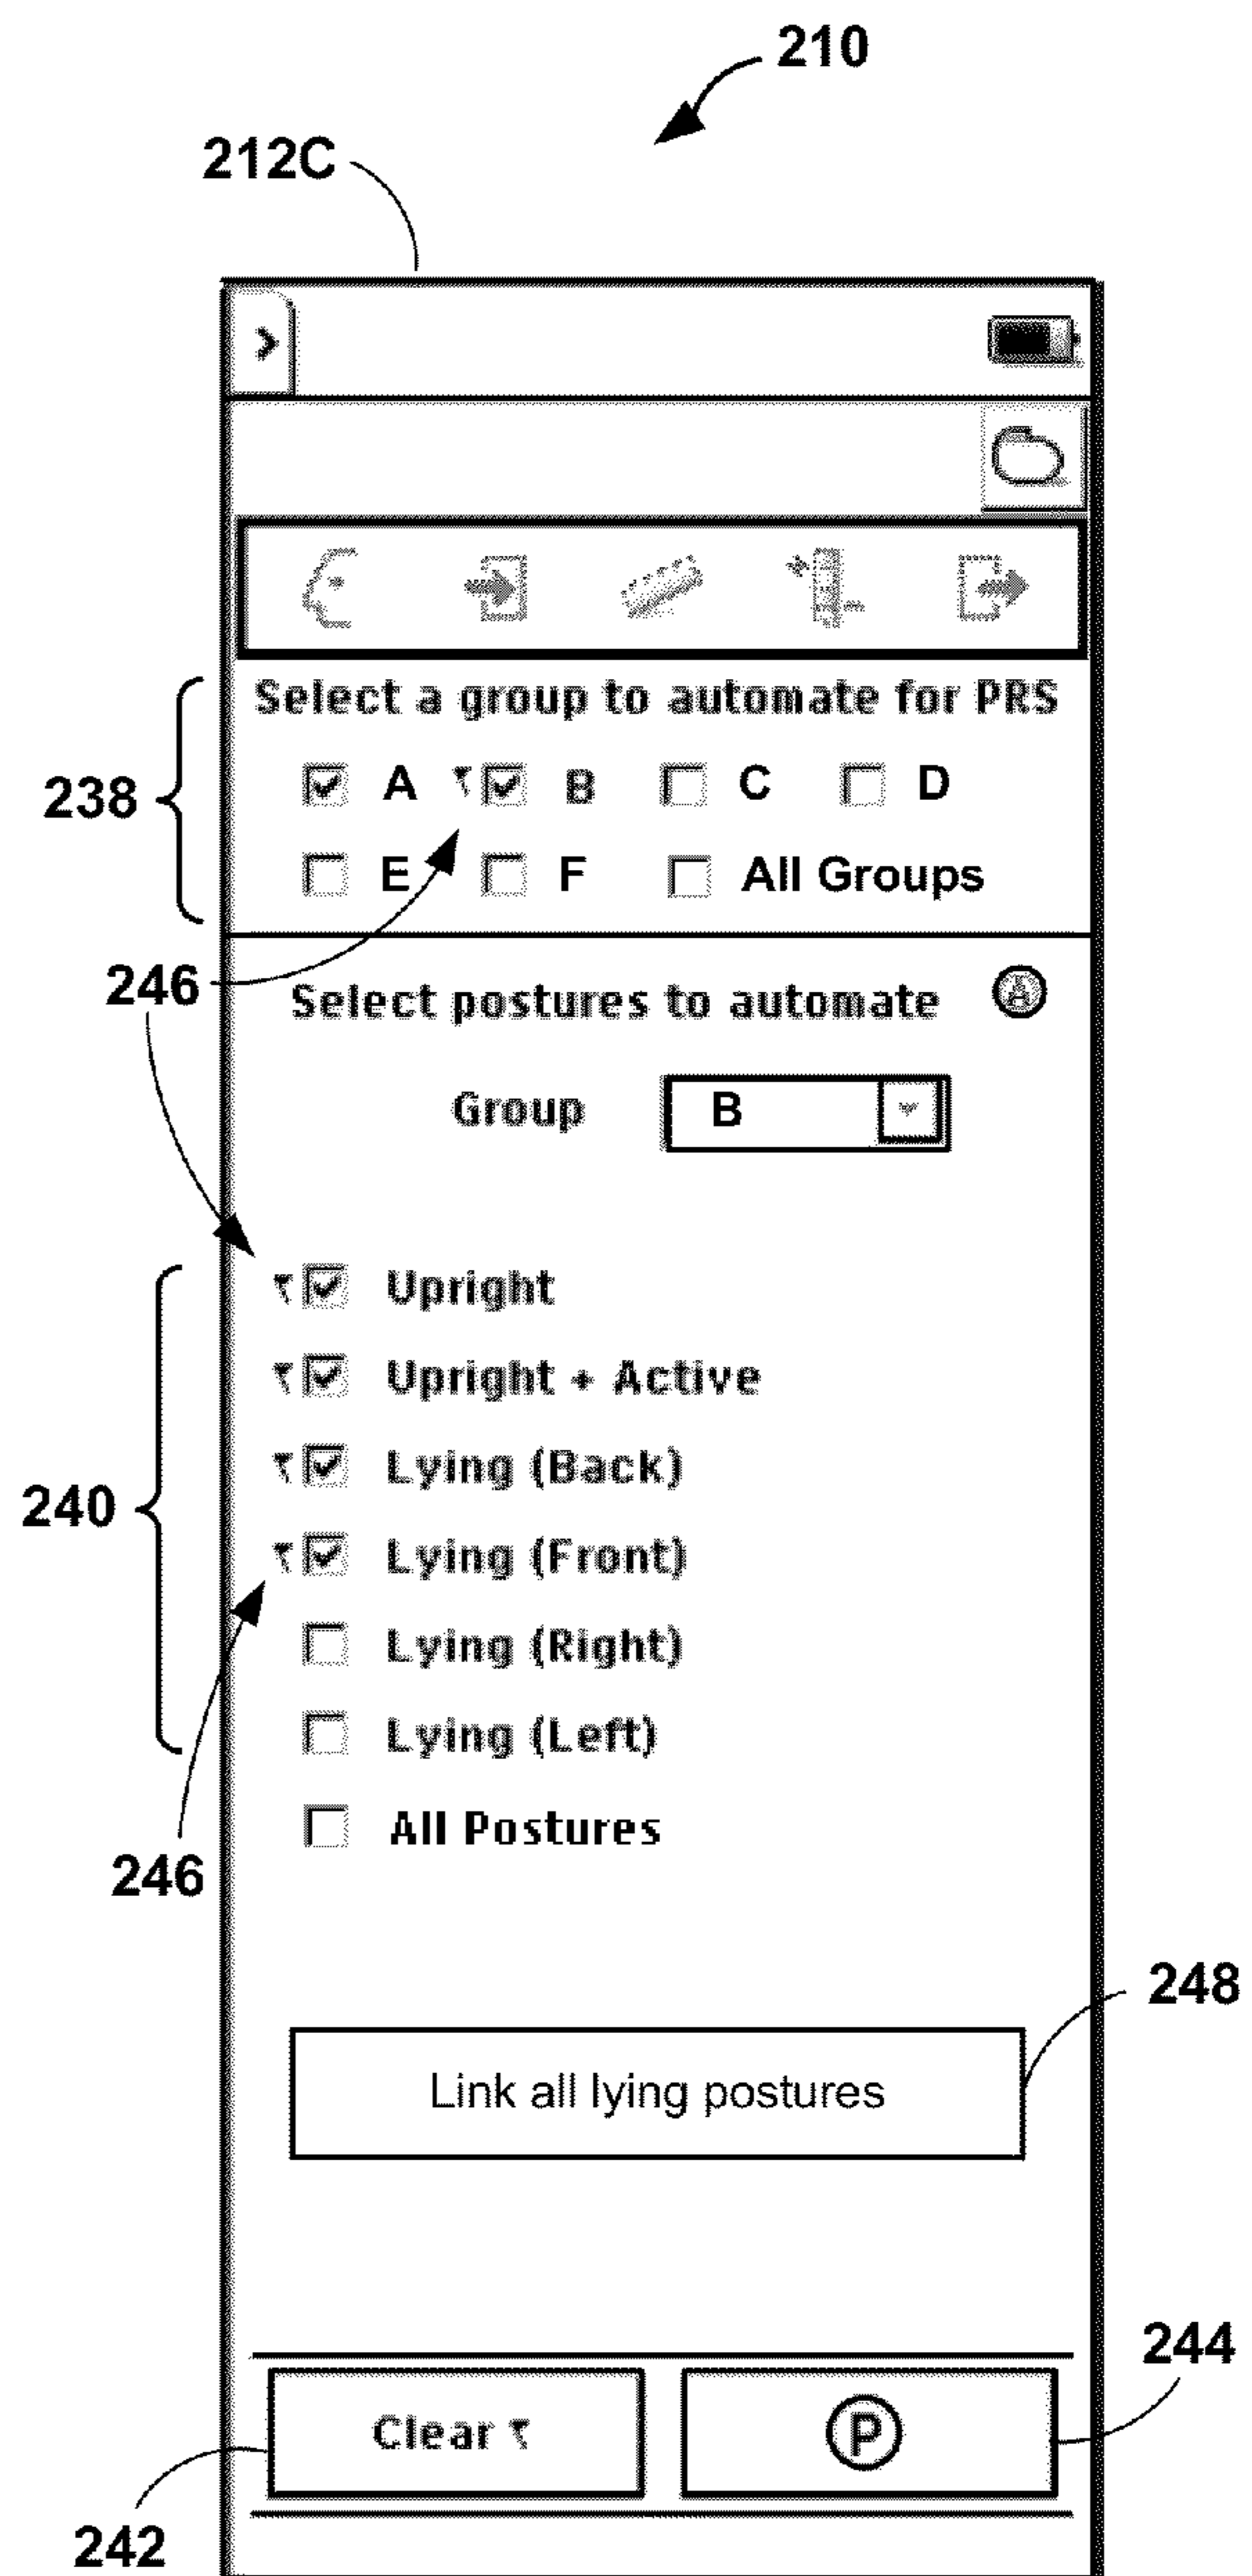 210
212C
>
Select a group to automate for PRS
238
A B C D
E F All Groups
246
Select postures to automate A
Group B
Upright
Upright + Active
Lying (Back)
240
Lying (Front)
Lying (Right)
Lying (Left)
All Postures
246
248
Link all lying postures
244
Clear
P
242